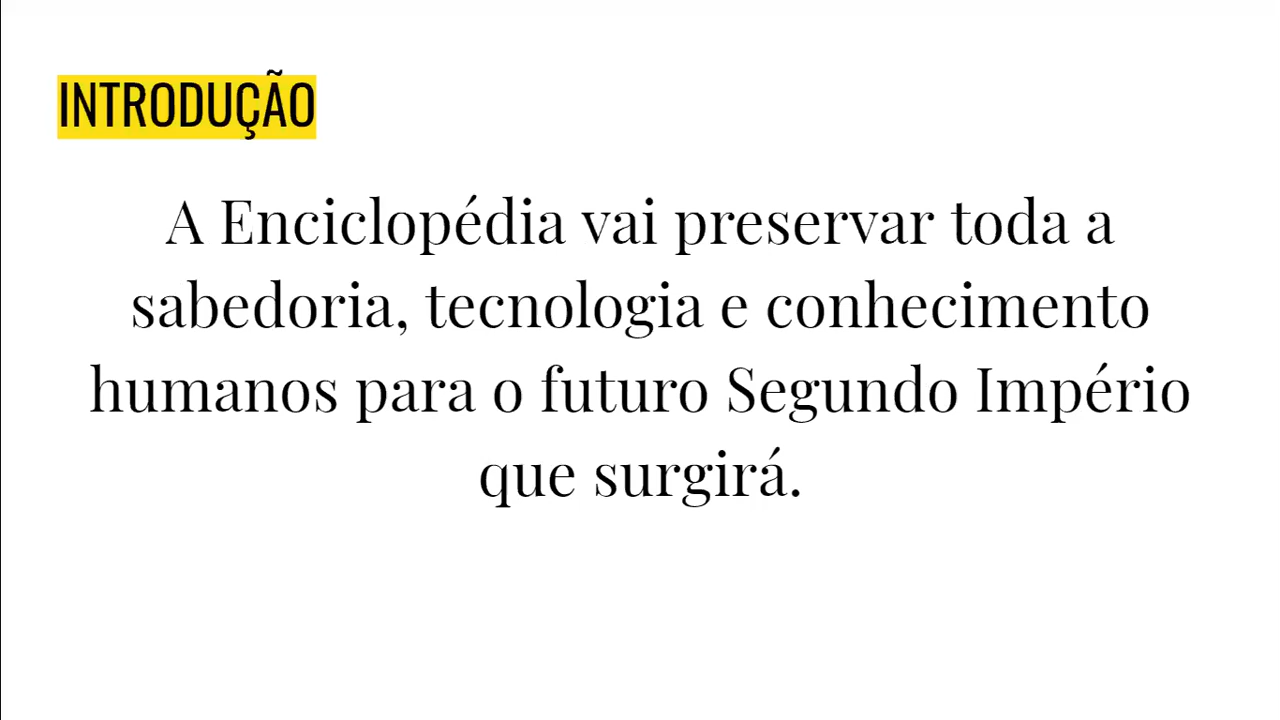 INTRODUÇÃO
A Enciclopédia vai preservar toda a
sabedoria, tecnologia e conhecimento
humanos para o futuro Segundo Império
que surgirá.